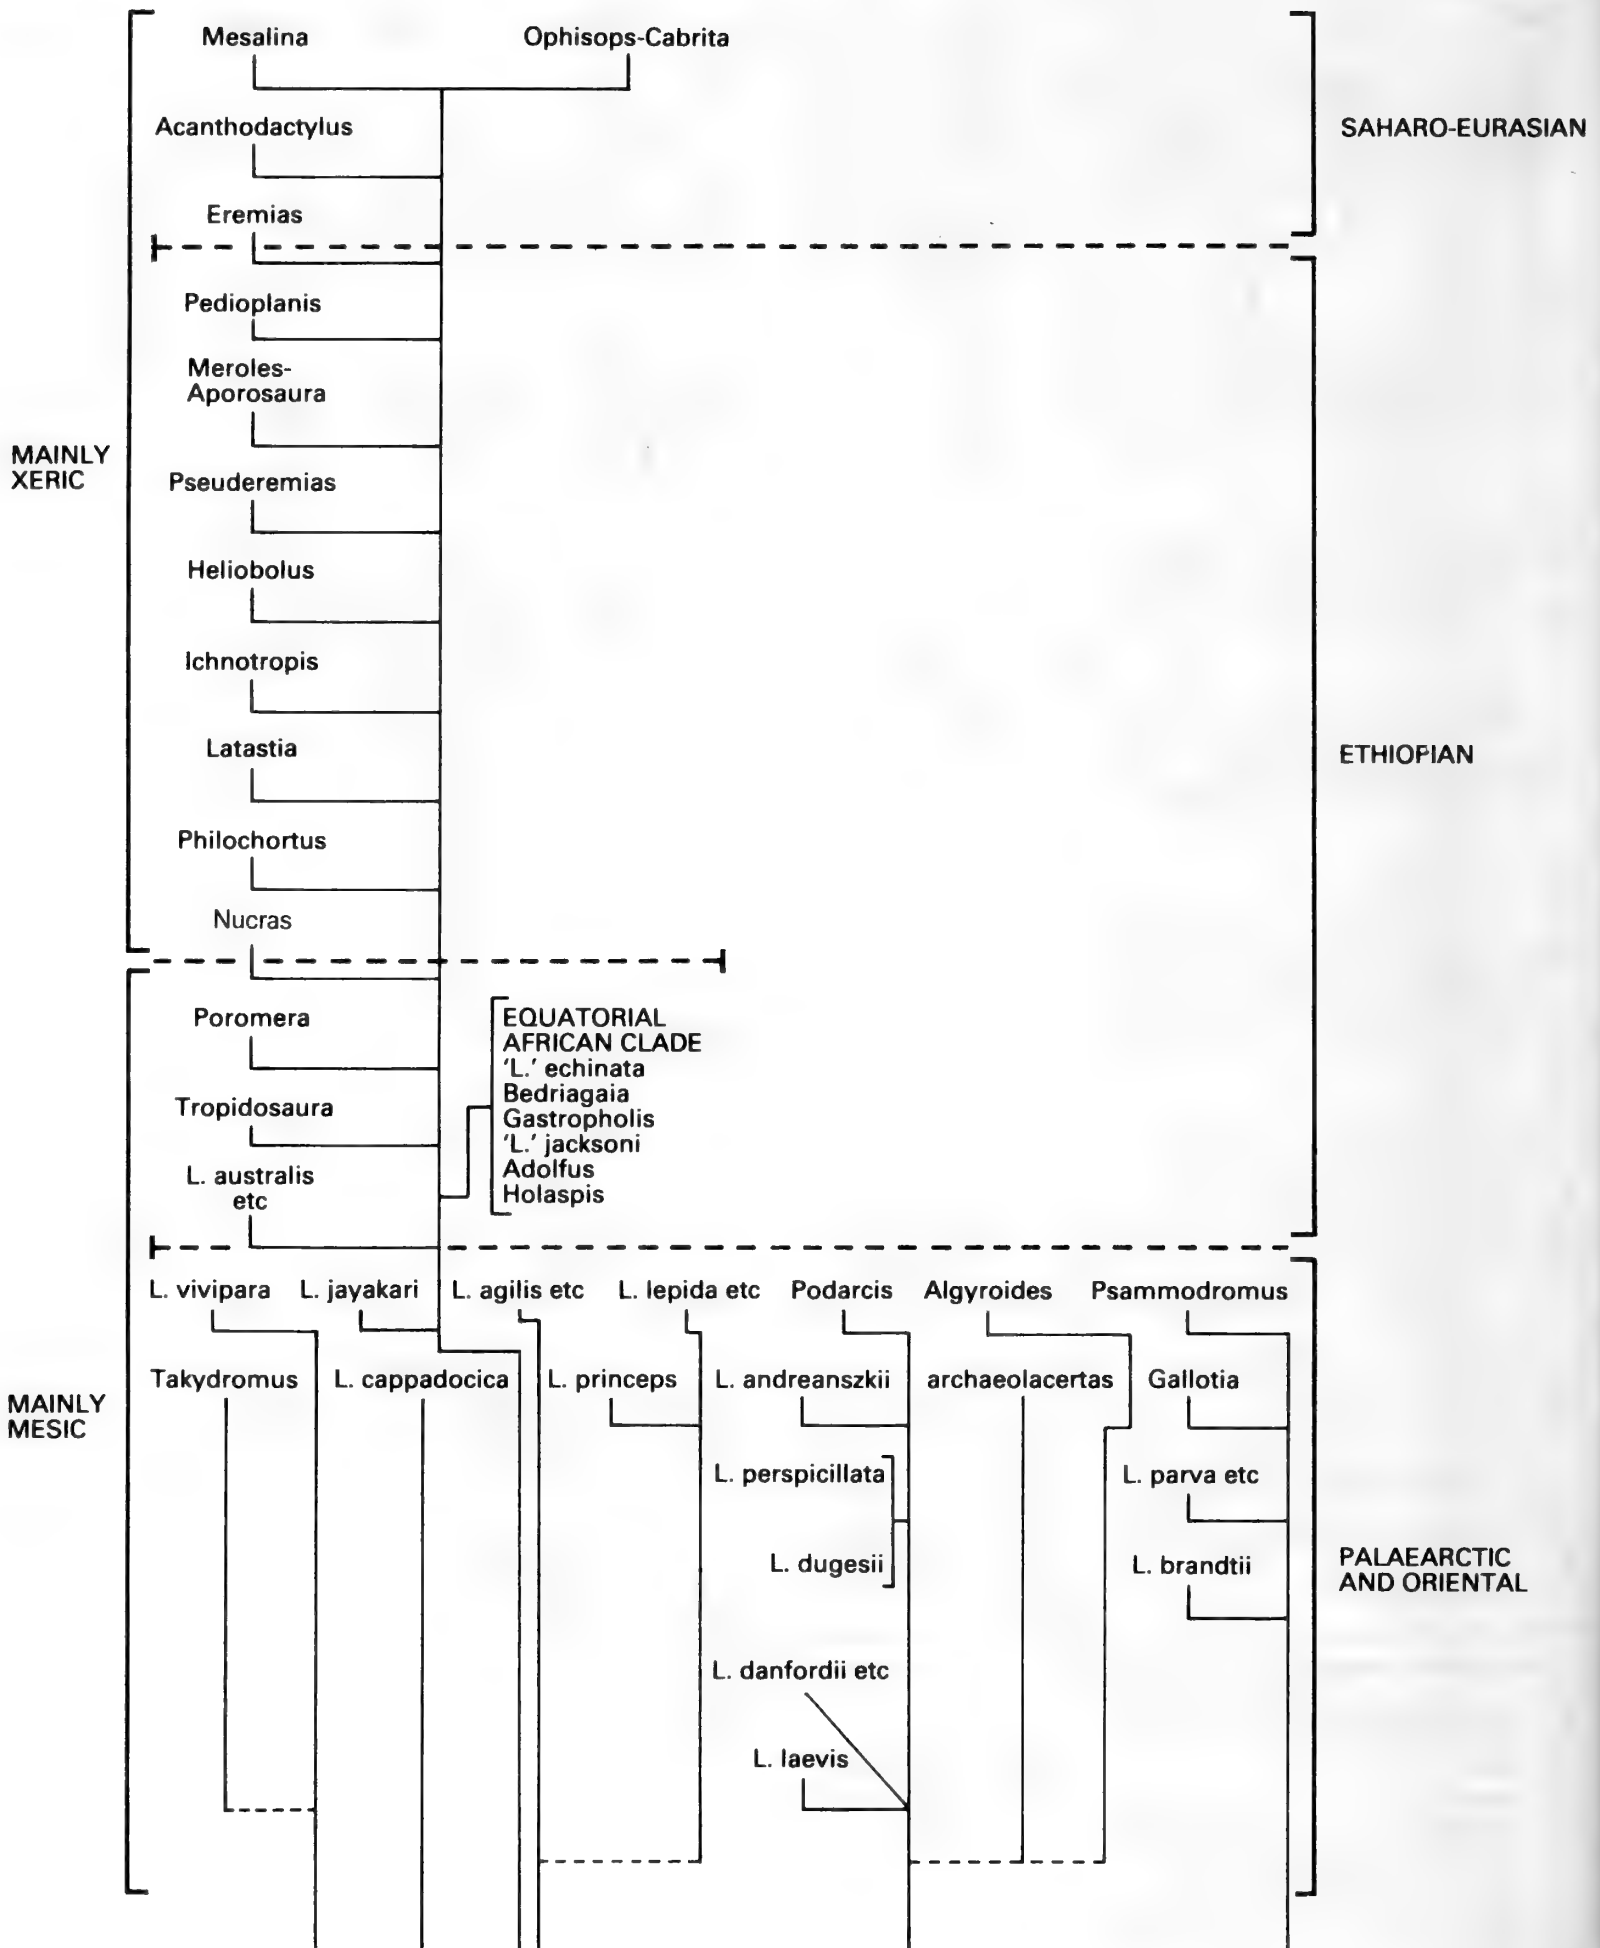 Mesalina
Ophisops-Cabrita
Acanthodactylus
SAHARO-EURASIAN
Eremias
Pedioplanis
Meroles-
Aporosaura
MAINLY
XERIC
Pseuderemias
Heliobolus
Ichnotropis
Latastia
ETHIOPIAN
Philochortus
Nucras
Poromera
EQUATORIAL
AFRICAN CLADE
'L.' echinata
Bedriagaia
Gastropholis
'L.' jacksoni
Adolfus
Holaspis
Tropidosaura
L. australis
etc
L. vivipara
L. jayakari
L. agilis etc
L. lepida etc
Podarcis
Algyroides
Psammodromus
Takydromus
L. cappadocica
L. princeps
L. andreanszkii
archaeolacertas
Gallotia
MAINLY
MESIC
L. perspicillata
L. parva etc
L. dugesii
L. brandtii
PALAEARCTIC
AND ORIENTAL
L. danfordii etc
L. laevis